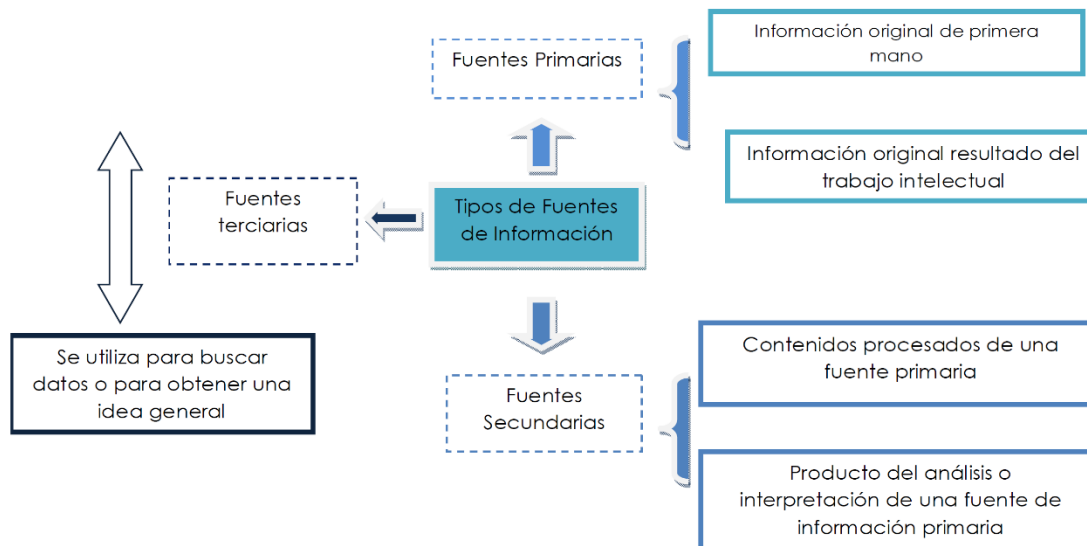 Fuentes Primarias
Información original de primera
mano
Información original resultado del
trabajo intelectual
Fuentes
terciarias
Tipos de Fuentes
de Información
Se utiliza para buscar
datos o para obtener una
idea general
Fuentes
Secundarias
Contenidos procesados de una
fuente primaria
Producto del análisis o
interpretación de una fuente de
información primaria